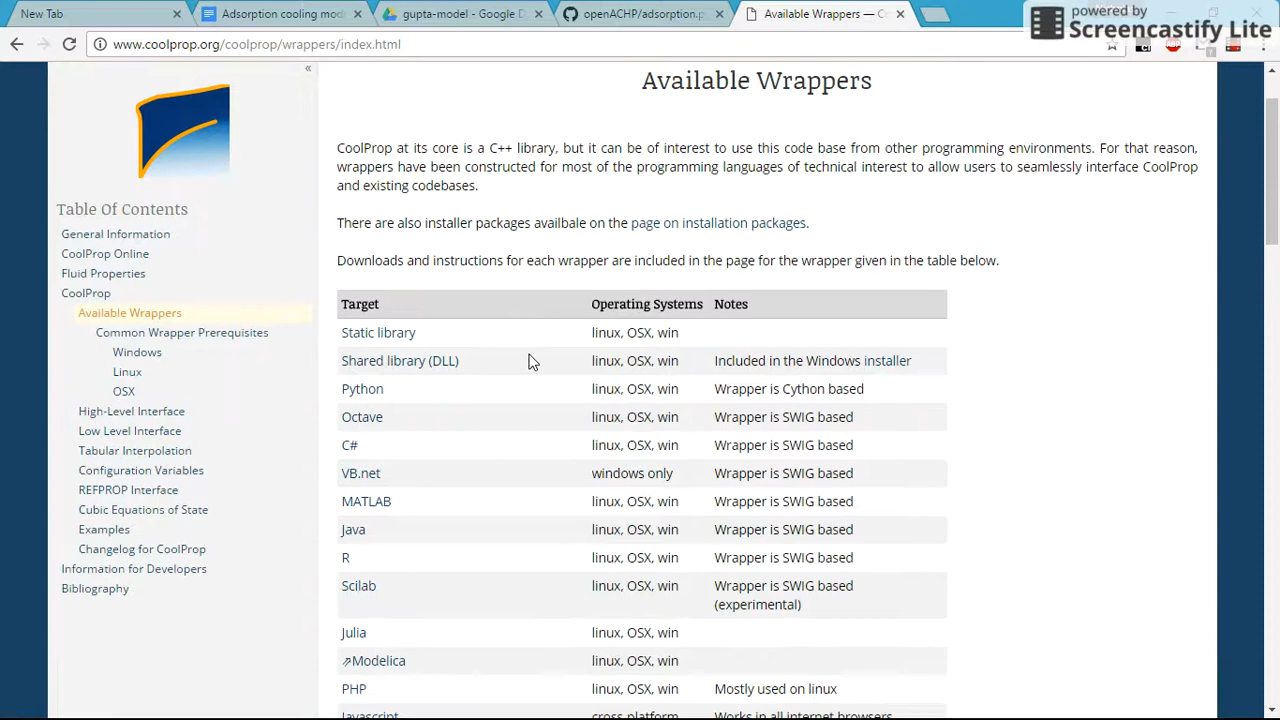 New Tab
Adsorption cooling mo
gupta-model - Google D
openACHP/adsorption.p
Available Wrappers — Co
powered by
Screencastify Lite
www.coolprop.org/coolprop/wrappers/index.html
«
Table Of Contents
General Information
CoolProp Online
Fluid Properties
CoolProp
Available Wrappers
Common Wrapper Prerequisites
Windows
Linux
OSX
High-Level Interface
Low Level Interface
Tabular Interpolation
Configuration Variables
REFPROP Interface
Cubic Equations of State
Examples
Changelog for CoolProp
Information for Developers
Bibliography
Available Wrappers
CoolProp at its core is a C++ library, but it can be of interest to use this code base from other programming environments. For that reason,
wrappers have been constructed for most of the programming languages of technical interest to allow users to seamlessly interface CoolProp
and existing codebases.
There are also installer packages availbale on the page on installation packages.
Downloads and instructions for each wrapper are included in the page for the wrapper given in the table below.
Target Operating Systems Notes
Static library linux, OSX, win
Shared library (DLL) linux, OSX, win Included in the Windows installer
Python linux, OSX, win Wrapper is Cython based
Octave linux, OSX, win Wrapper is SWIG based
C# linux, OSX, win Wrapper is SWIG based
VB.net windows only Wrapper is SWIG based
MATLAB linux, OSX, win Wrapper is SWIG based
Java linux, OSX, win Wrapper is SWIG based
R linux, OSX, win Wrapper is SWIG based
Scilab linux, OSX, win Wrapper is SWIG based
(experimental)
Julia linux, OSX, win
⇗Modelica linux, OSX, win
PHP linux, OSX, win Mostly used on linux
Javascript cross platform Works in all internet browsers